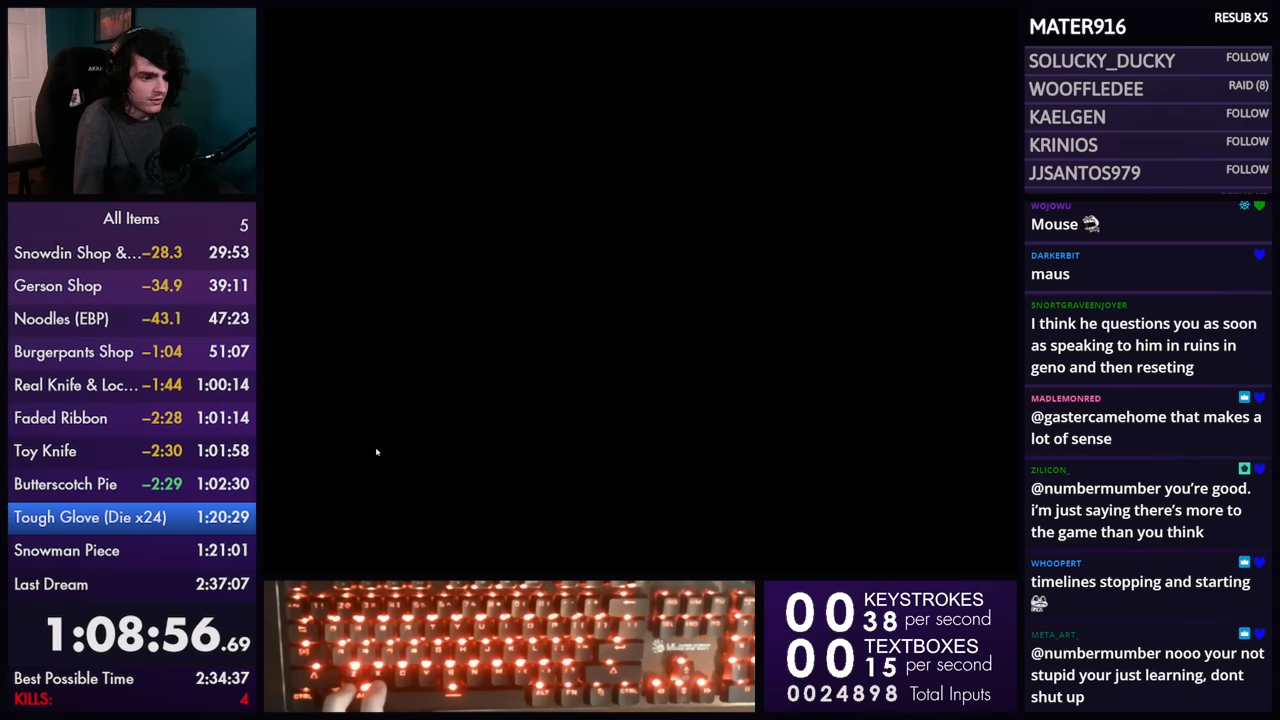 All Items
5
Snowdin Shop &... −28.3 29:53
Gerson Shop −34.9 39:11
Noodles (EBP) −43.1 47:23
Burgerpants Shop −1:04 51:07
Real Knife & Loc... −1:44 1:00:14
Faded Ribbon −2:28 1:01:14
Toy Knife −2:30 1:01:58
Butterscotch Pie −2:29 1:02:30
Tough Glove (Die x24) 1:20:29
Snowman Piece 1:21:01
Last Dream 2:37:07
1:08:56.69
Best Possible Time 2:34:37
KILLS: 4
00.38 KEYSTROKES per second
00.15 TEXTBOXES per second
0024898 Total Inputs
MATER916 RESUB X5
SOLUCKY_DUCKY FOLLOW
WOOFFLEDEE RAID (8)
KAELGEN FOLLOW
KRINIOS FOLLOW
JJSANTOS979 FOLLOW
WOJOWU
Mouse
DARKERBIT
maus
SNORTGRAVEENJOYER
I think he questions you as soon
as speaking to him in ruins in
geno and then reseting
MADLEMONRED
@gastercamehome that makes a
lot of sense
ZILICON_
@numbermumber you're good.
i'm just saying there's more to
the game than you think
WHOOPERT
timelines stopping and starting
META_ART_
@numbermumber nooo your not
stupid your just learning, dont
shut up